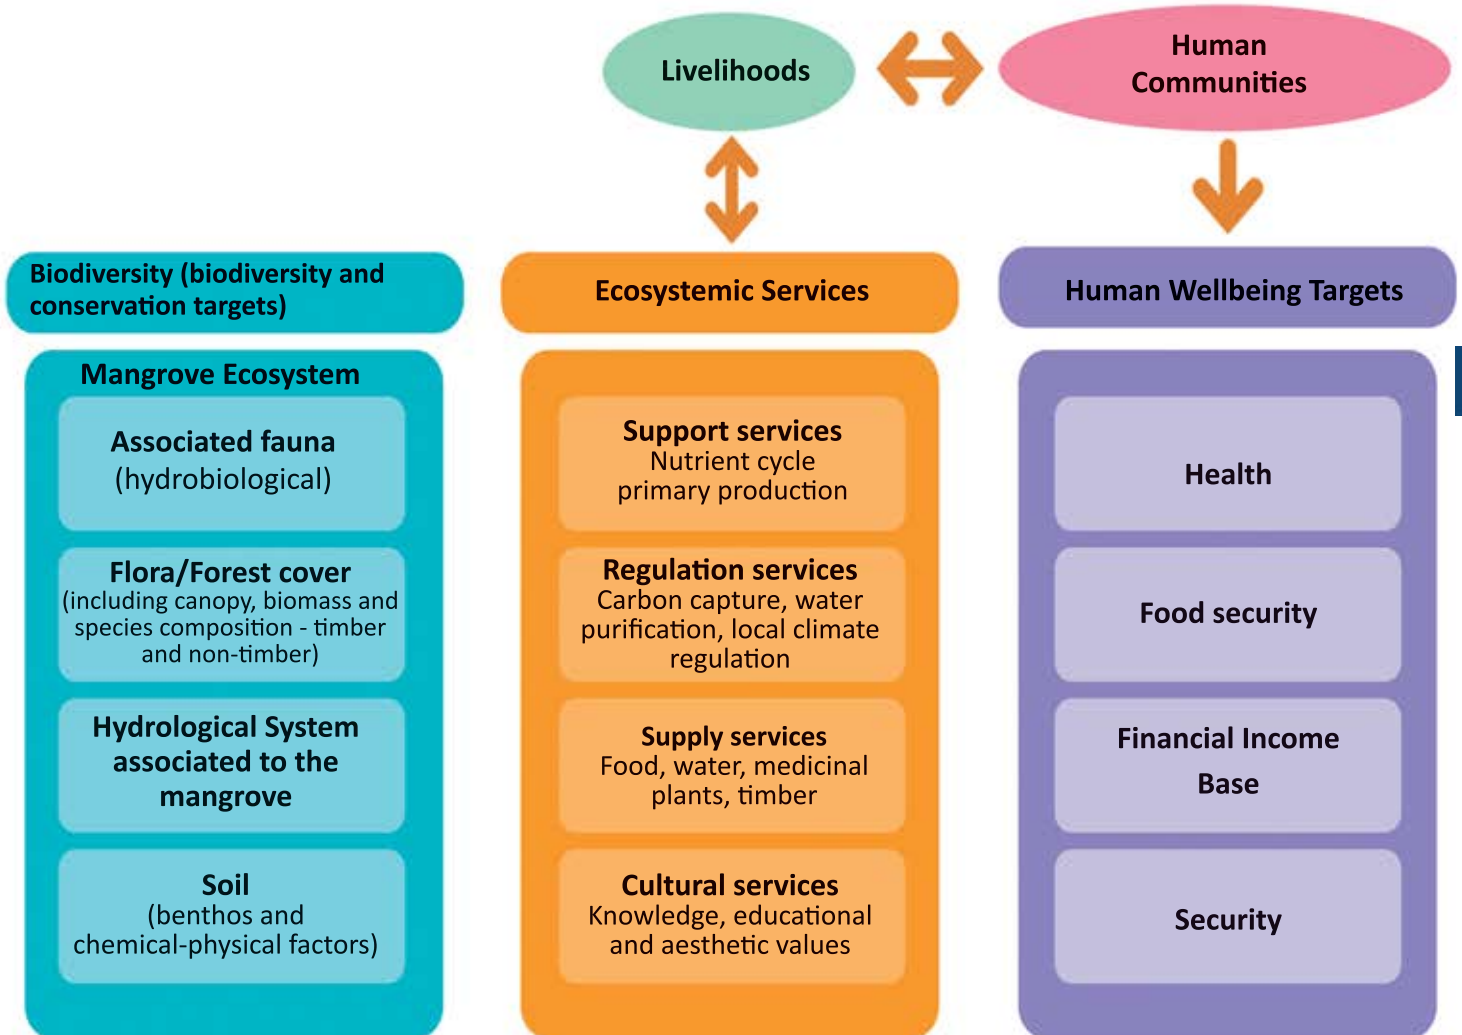 Livelihoods
Human
Communities
Biodiversity (biodiversity and
conservation targets)
Mangrove Ecosystem
Associated fauna
(hydrobiological)
Flora/Forest cover
(including canopy, biomass and
species composition - timber
and non-timber)
Hydrological System
associated to the
mangrove
Soil
(benthos and
chemical-physical factors)
Ecosystemic Services
Support services
Nutrient cycle
primary production
Regulation services
Carbon capture, water
purification, local climate
regulation
Supply services
Food, water, medicinal
plants, timber
Cultural services
Knowledge, educational
and aesthetic values
Human Wellbeing Targets
Health
Food security
Financial Income
Base
Security